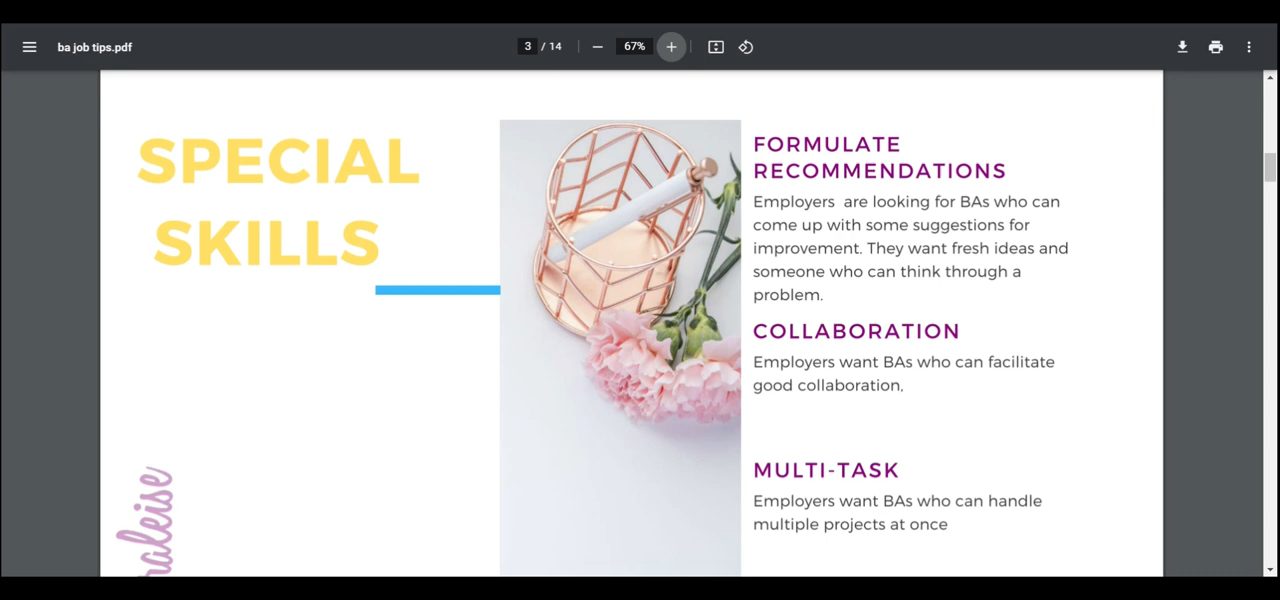 ba job tips.pdf
3 / 14
67%
SPECIAL
SKILLS
FORMULATE
RECOMMENDATIONS
Employers are looking for BAs who can
come up with some suggestions for
improvement. They want fresh ideas and
someone who can think through a
problem.
COLLABORATION
Employers want BAs who can facilitate
good collaboration,
MULTI-TASK
Employers want BAs who can handle
multiple projects at once